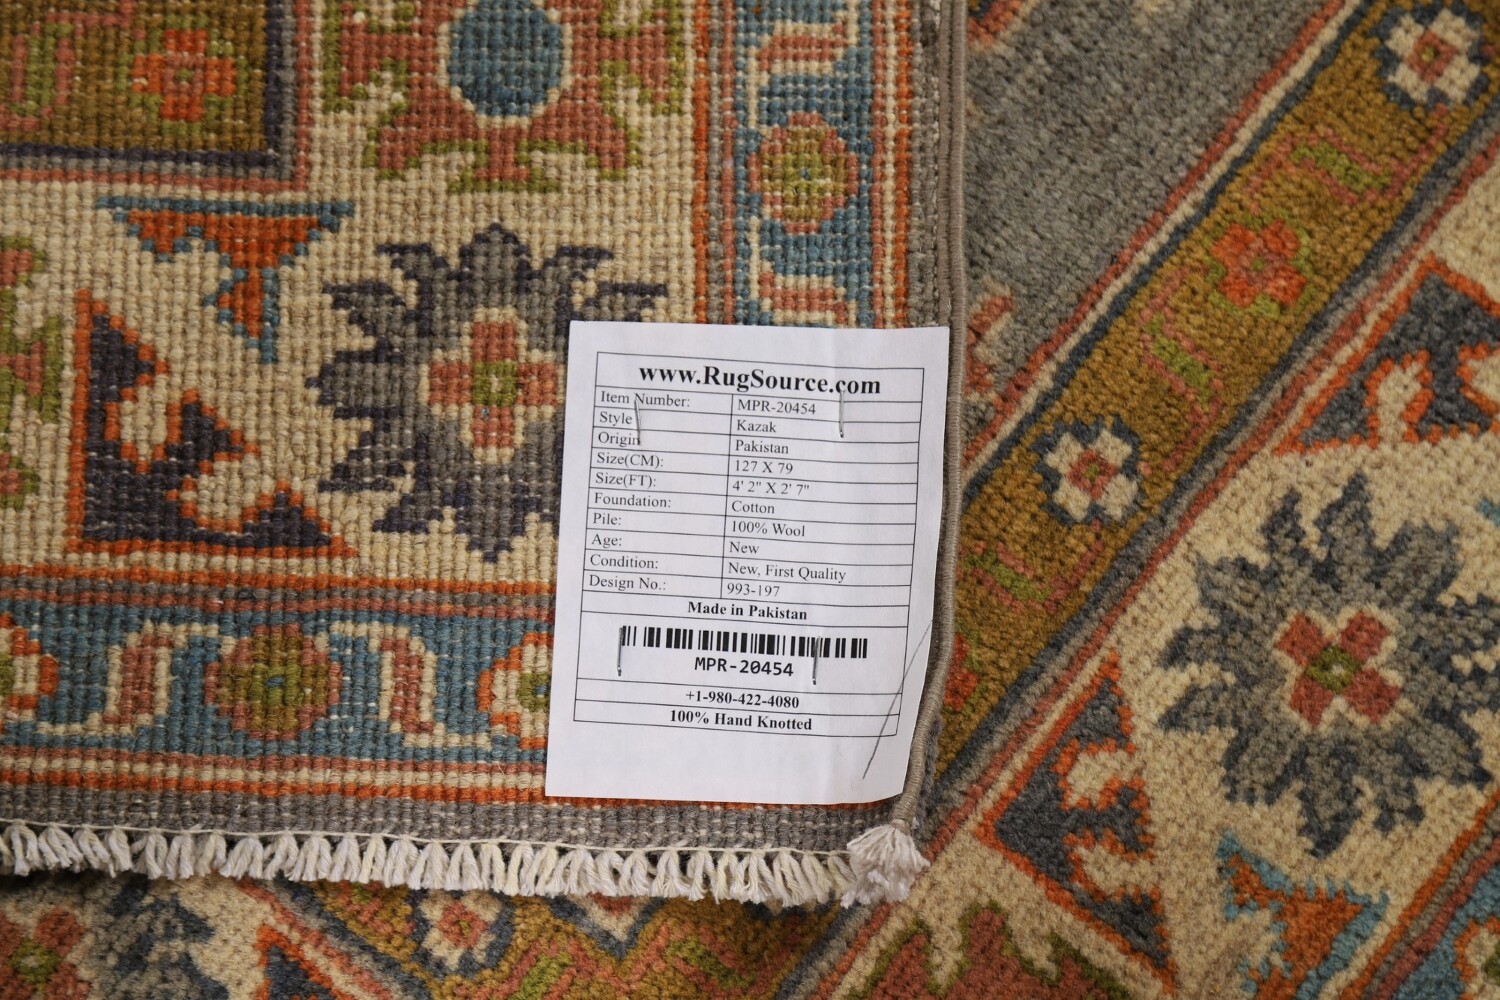 www.RugSource.com
Item Number: MPR-20454
Style Kazak
Origin Pakistan
Size(CM): 127 X 79
Size(FT): 4' 2" X 2' 7"
Foundation: Cotton
Pile: 100% Wool
Age: New
Condition: New, First Quality
Design No.: 993-197
Made in Pakistan
MPR-20454
+1-980-422-4080
100% Hand Knotted